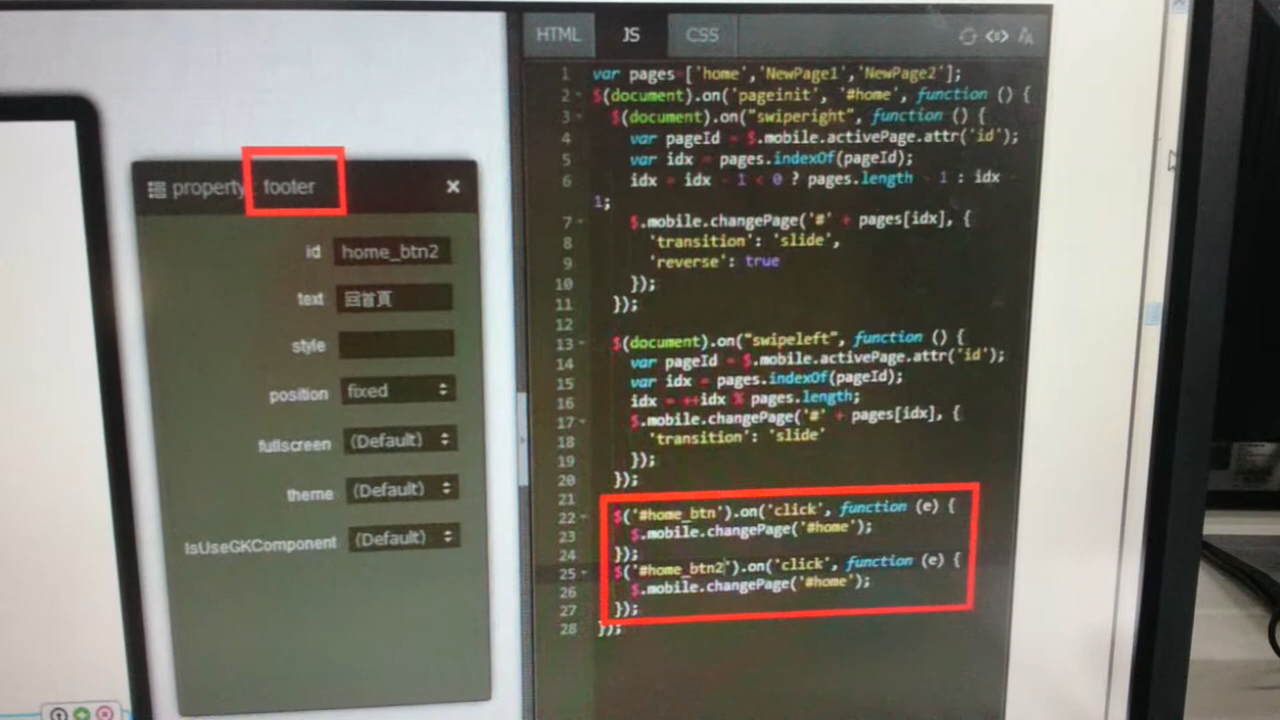 HTML JS CSS
property: footer
id home_btn2
text 回首頁
style
position fixed
fullscreen (Default)
theme (Default)
IsUseGKComponent (Default)
1 var pages = ['home','NewPage1','NewPage2'];
2 $(document).on('pageinit', '#home', function () {
3 $(document).on("swiperight", function () {
4 var pageId = $.mobile.activePage.attr('id');
5 var idx = pages.indexOf(pageId);
6 idx = idx - 1 < 0 ? pages.length - 1 : idx -
1;
7 $.mobile.changePage('#' + pages[idx], {
8 'transition': 'slide',
9 'reverse': true
10 });
11 });
12
13 $(document).on("swipeleft", function () {
14 var pageId = $.mobile.activePage.attr('id');
15 var idx = pages.indexOf(pageId);
16 idx = ++idx % pages.length;
17 $.mobile.changePage('#' + pages[idx], {
18 'transition': 'slide'
19 });
20 });
21
22 $('#home_btn').on('click', function (e) {
23 $.mobile.changePage('#home');
24 });
25 $('#home_btn2').on('click', function (e) {
26 $.mobile.changePage('#home');
27 });
28 });